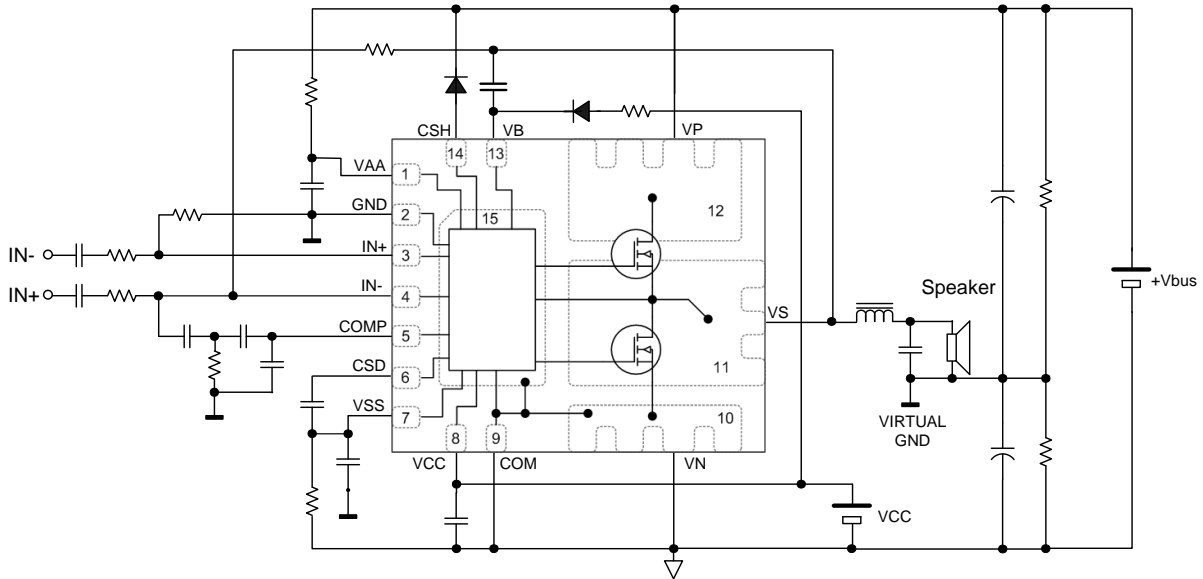 CSH
VB
VP
14
13
VAA
1
GND
2
15
12
IN-
IN+
3
IN+
IN-
4
Speaker
+Vbus
VS
COMP
5
CSD
6
11
VSS
7
10
VIRTUAL
GND
8
9
VCC
COM
VN
VCC